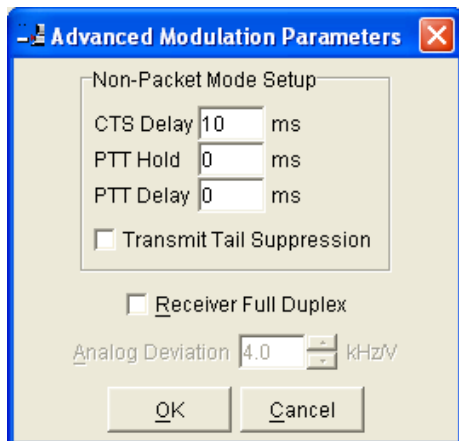 Advanced Modulation Parameters
Non-Packet Mode Setup
CTS Delay 10 ms
PTT Hold 0 ms
PTT Delay 0 ms
Transmit Tail Suppression
Receiver Full Duplex
Analog Deviation 4.0 kHz/V
OK Cancel